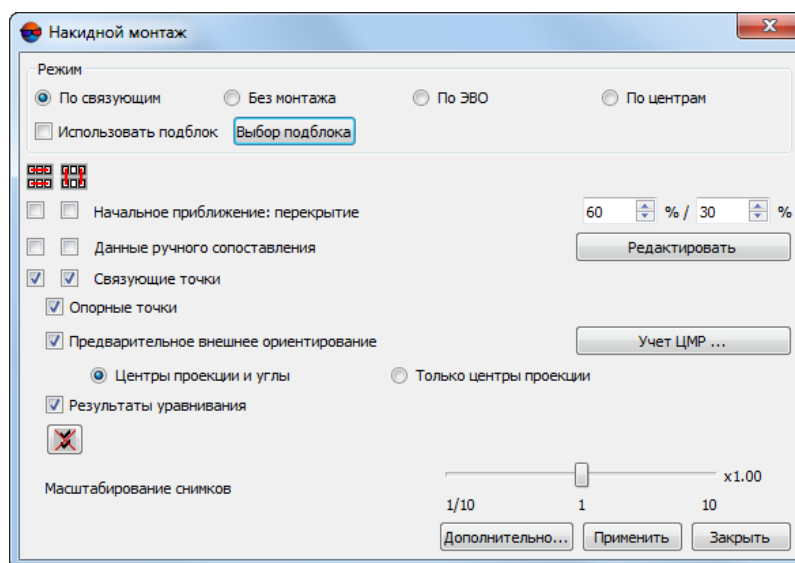 Накидной монтаж
Режим
По связующим Без монтажа По ЭВО По центрам
Использовать подблок Выбор подблока
Начальное приближение: перекрытие 60 % / 30 %
Данные ручного сопоставления Редактировать
Связующие точки
Опорные точки
Предварительное внешнее ориентирование Учет ЦМР ...
Центры проекции и углы Только центры проекции
Результаты уравнивания
Масштабирование снимков x1.00
1/10 1 10
Дополнительно... Применить Закрыть